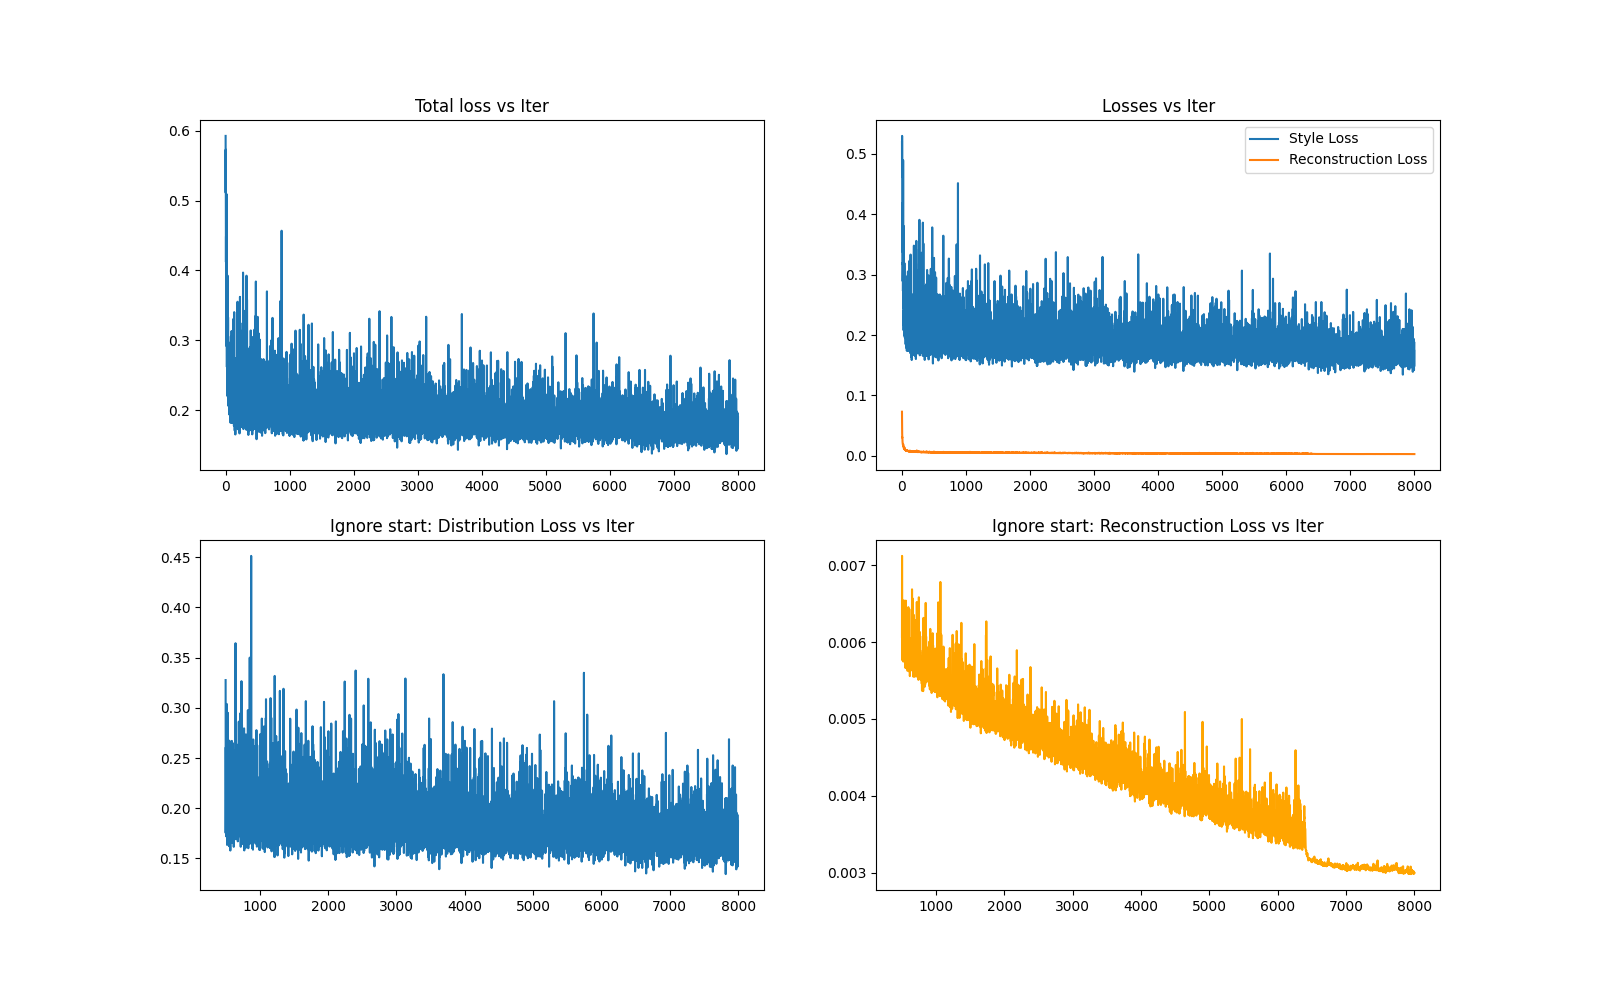 Total loss vs Iter
0.6
0.5
0.4
0.3
0.2
0 1000 2000 3000 4000 5000 6000 7000 8000
Losses vs Iter
Style Loss
Reconstruction Loss
0.5
0.4
0.3
0.2
0.1
0.0
0 1000 2000 3000 4000 5000 6000 7000 8000
Ignore start: Distribution Loss vs Iter
0.45
0.40
0.35
0.30
0.25
0.20
0.15
1000 2000 3000 4000 5000 6000 7000 8000
Ignore start: Reconstruction Loss vs Iter
0.007
0.006
0.005
0.004
0.003
1000 2000 3000 4000 5000 6000 7000 8000